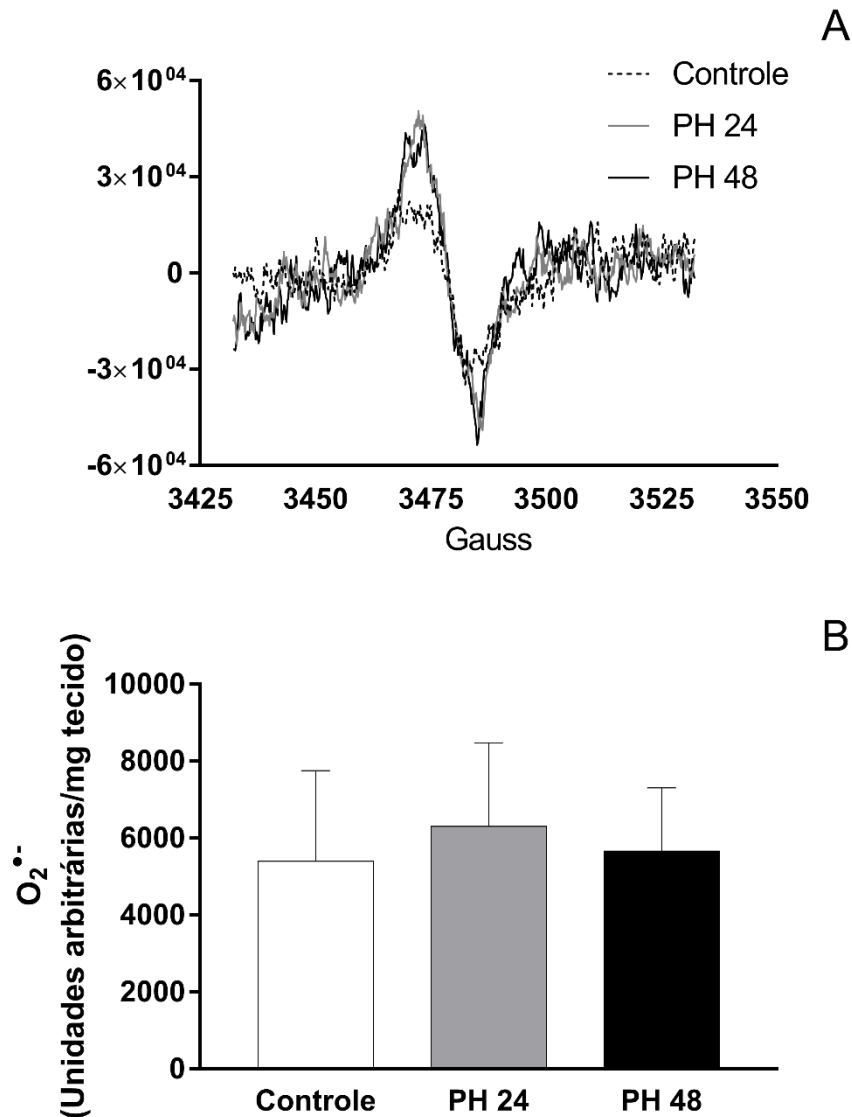 A
6×10⁰⁴
3×10⁰⁴
0
-3×10⁰⁴
-6×10⁰⁴
Controle
PH 24
PH 48
3425 3450 3475 3500 3525 3550
Gauss
B
O₂•-
(Unidades arbitrárias/mg tecido)
10000
8000
6000
4000
2000
0
Controle PH 24 PH 48